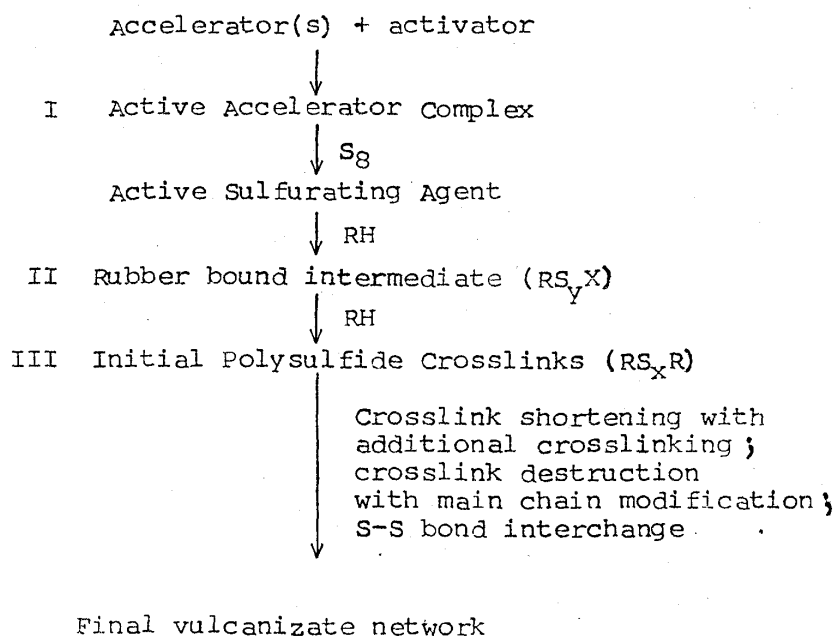 Accelerator(s) + activator
I Active Accelerator Complex
S8
Active Sulfurating Agent
RH
II Rubber bound intermediate (RSyX)
RH
III Initial Polysulfide Crosslinks (RSxR)
Crosslink shortening with
additional crosslinking ;
crosslink destruction
with main chain modification ;
S-S bond interchange .
Final vulcanizate network